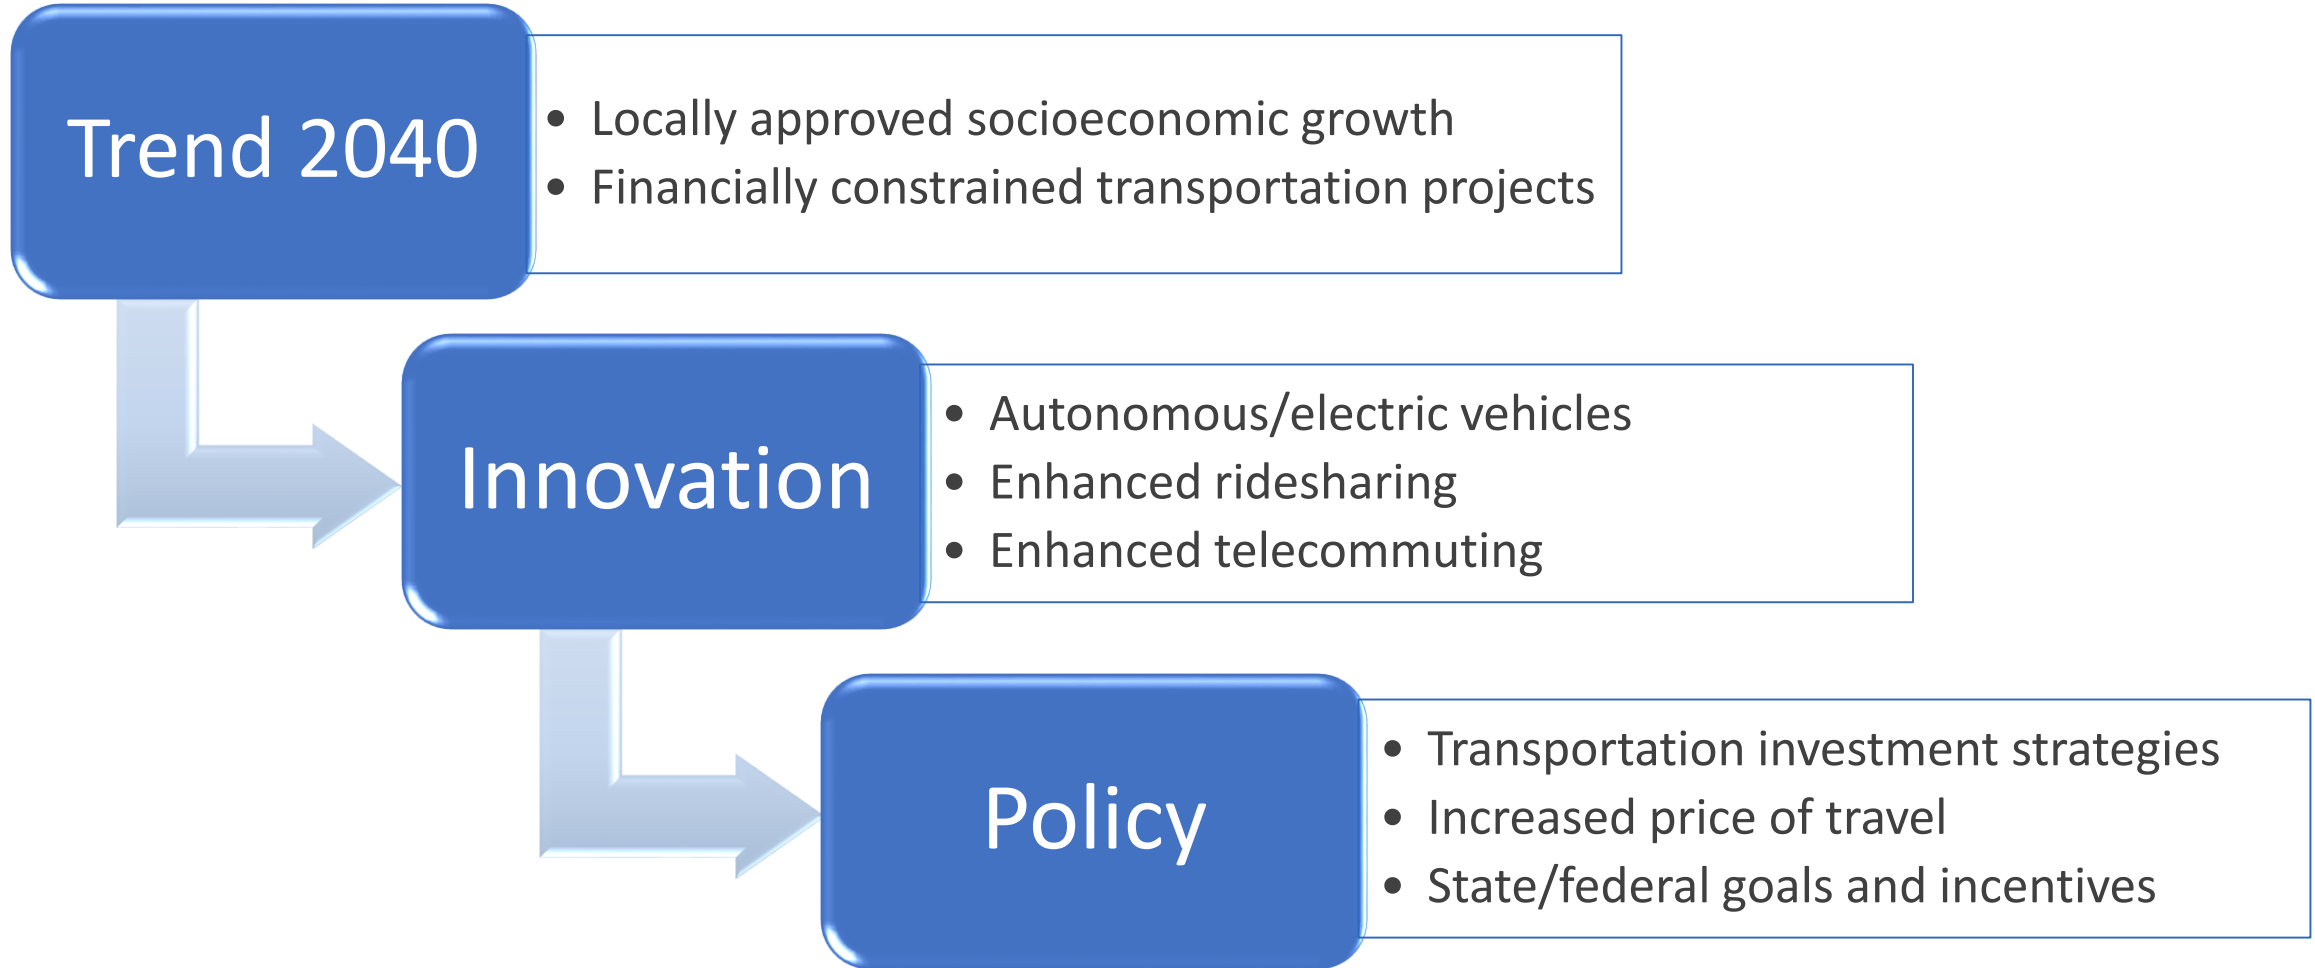 Trend 2040
• Locally approved socioeconomic growth
• Financially constrained transportation projects
Innovation
• Autonomous/electric vehicles
• Enhanced ridesharing
• Enhanced telecommuting
Policy
• Transportation investment strategies
• Increased price of travel
• State/federal goals and incentives